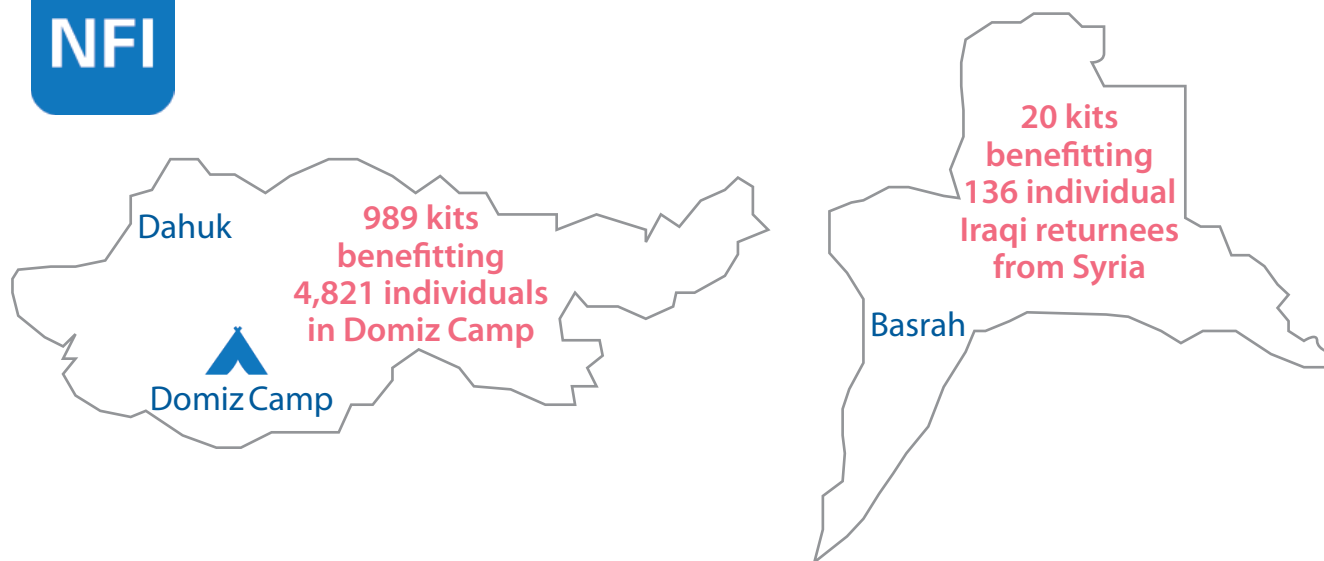 NFI
Dahuk
989 kits
benefitting
4,821 individuals
in Domiz Camp
Domiz Camp
20 kits
benefitting
136 individual
Iraqi returnees
from Syria
Basrah